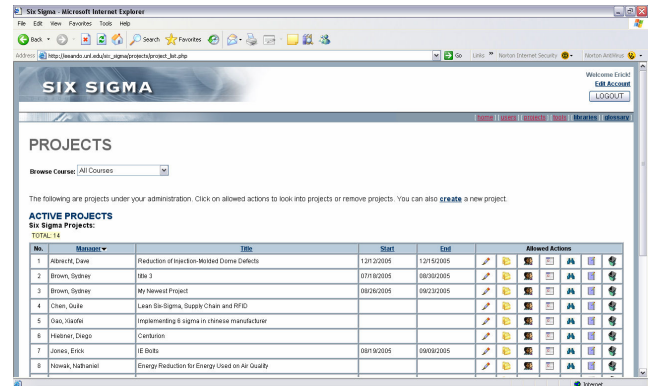 Six Sigma - Microsoft Internet Explorer
File Edit View Favorites Tools Help
Back Search Favorites
Address http://leeando.unl.edu/sic_sigma/projects/project_list.php Go Links » Norton Internet Security Norton AntiVirus
Welcome Erick!
Edit Account
SIX SIGMA
LOGOUT
| home | users | projects | tools | libraries | glossary |
PROJECTS
Browse Course: All Courses
The following are projects under your administration. Click on allowed actions to look into projects or remove projects. You can also create a new project.
ACTIVE PROJECTS
Six Sigma Projects:
TOTAL: 14
No. Manager Title Start End Allowed Actions
1 Albrecht, Dave Reduction of Injection-Molded Dome Defects 12/12/2005 12/15/2005
2 Brown, Sydney title 3 07/18/2005 08/30/2005
3 Brown, Sydney My Newest Project 08/26/2005 09/23/2005
4 Chen, Quile Lean Six-Sigma, Supply Chain and RFID
5 Gao, Xiaofei Implementing 6 sigma in chinese manufacturer
6 Hiebner, Diego Centurion
7 Jones, Erick IE Bolts 08/19/2005 09/09/2005
8 Nowak, Nathaniel Energy Reduction for Energy Used on Air Quality
Internet